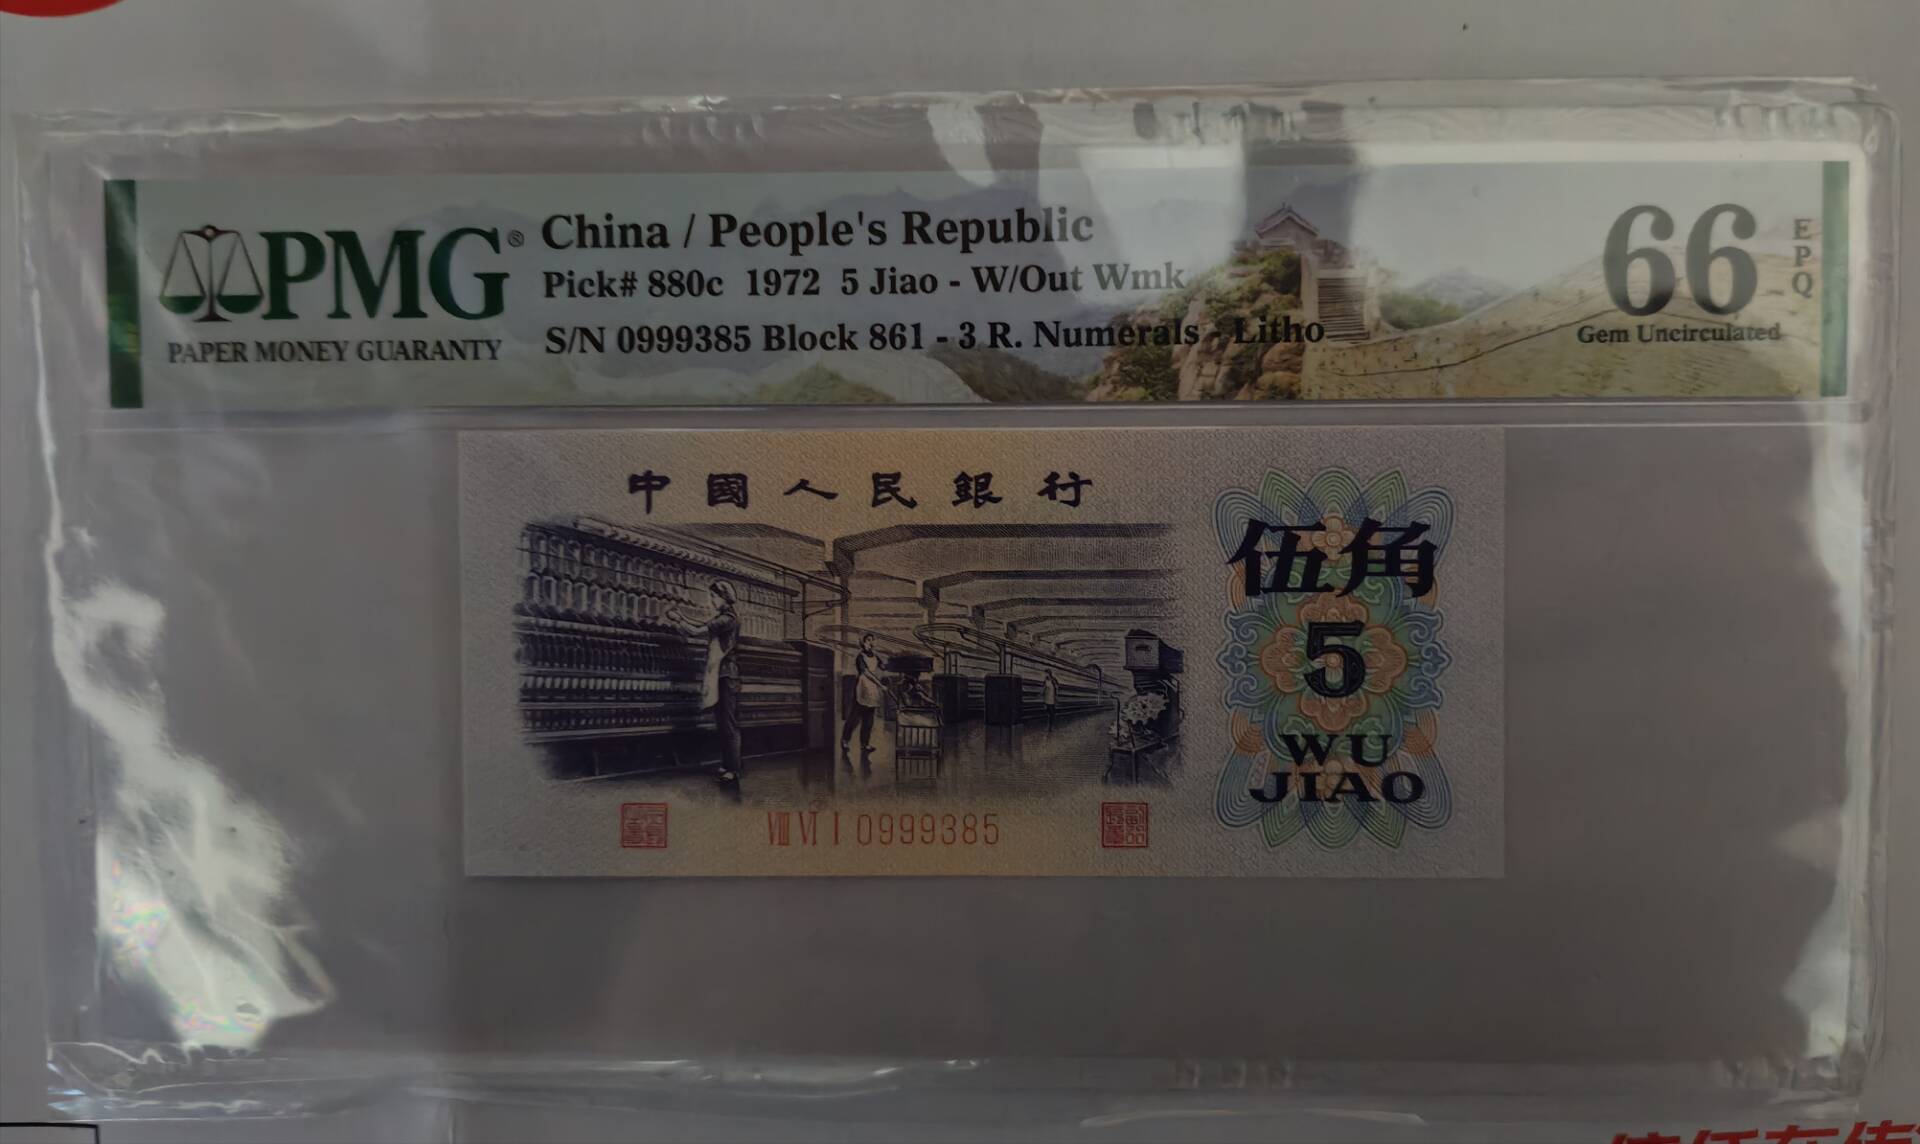 PMG®
PAPER MONEY GUARANTY
China / People's Republic
Pick# 880c 1972 5 Jiao - W/Out Wmk
S/N 0999385 Block 861 - 3 R. Numerals - Litho
66
EPQ
Gem Uncirculated
中國人民銀行
伍角
5
WU
JIAO
VIII VI I 0999385